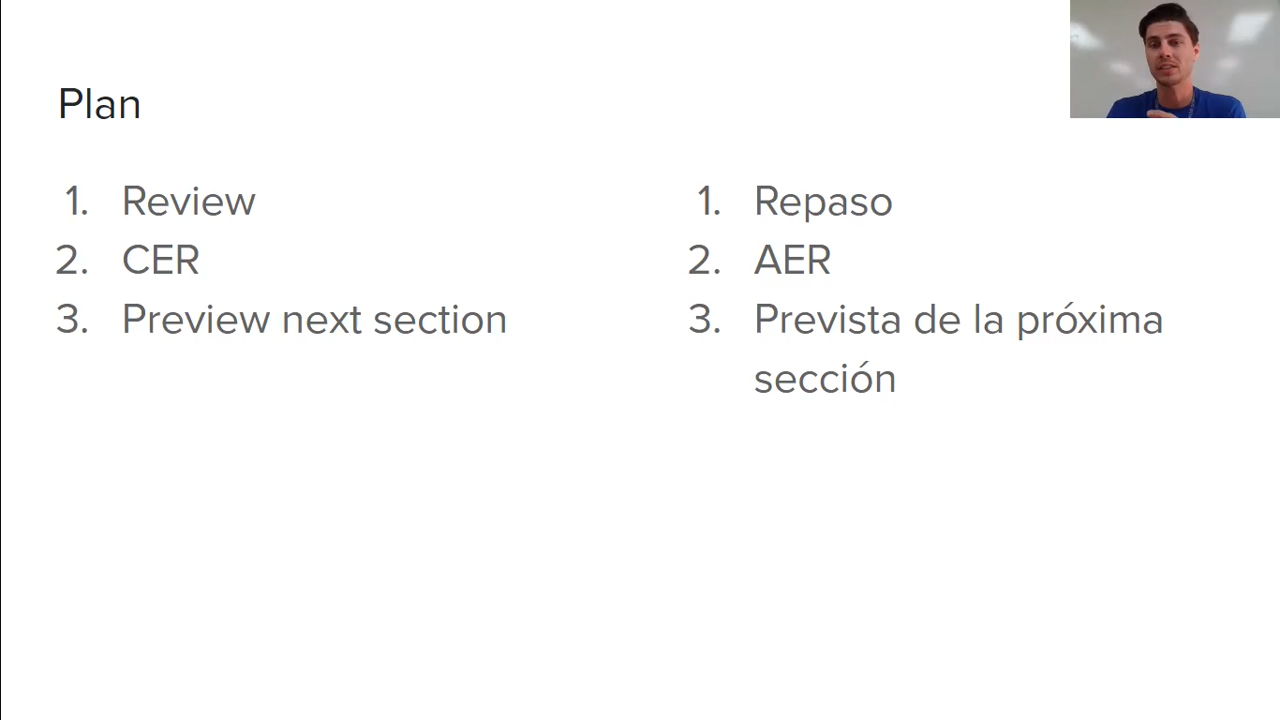 Plan
1. Review
2. CER
3. Preview next section
1. Repaso
2. AER
3. Prevista de la próxima
sección